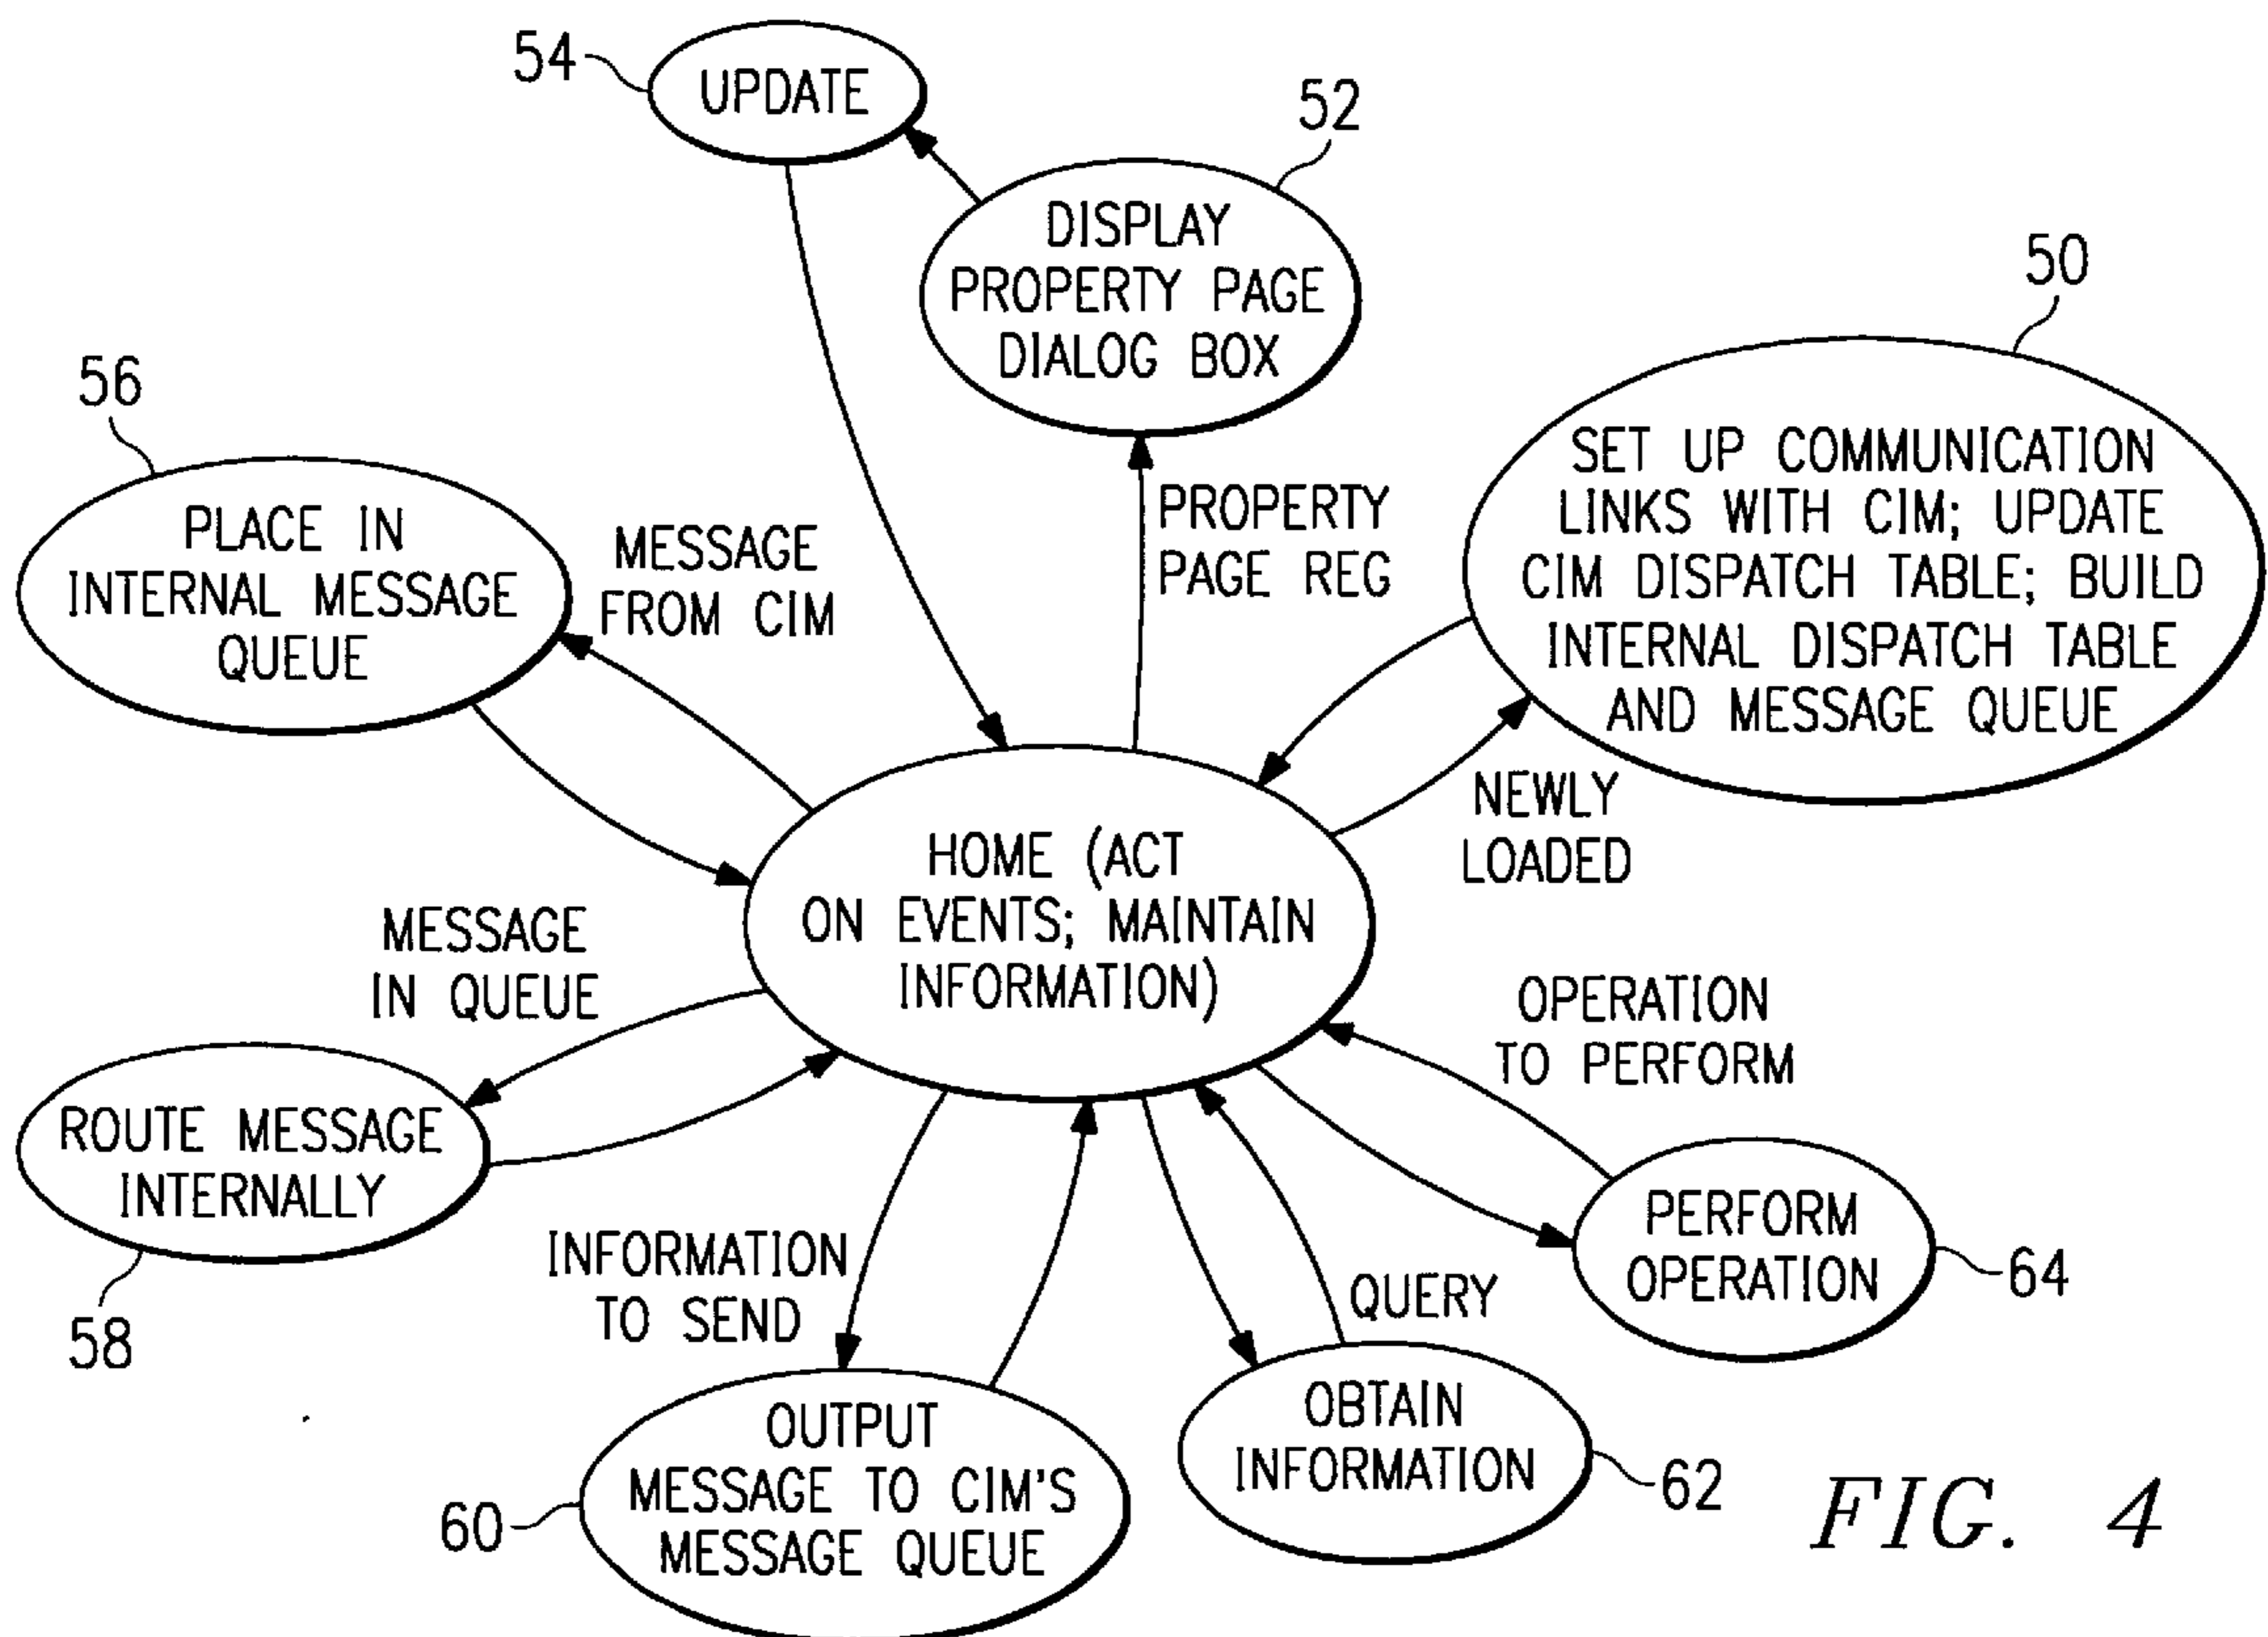 54
UPDATE
52
DISPLAY
PROPERTY PAGE
DIALOG BOX
50
SET UP COMMUNICATION
LINKS WITH CIM; UPDATE
CIM DISPATCH TABLE; BUILD
INTERNAL DISPATCH TABLE
AND MESSAGE QUEUE
56
PLACE IN
INTERNAL MESSAGE
QUEUE
MESSAGE
FROM CIM
PROPERTY
PAGE REG
NEWLY
LOADED
HOME (ACT
ON EVENTS; MAINTAIN
INFORMATION)
MESSAGE
IN QUEUE
OPERATION
TO PERFORM
ROUTE MESSAGE
INTERNALLY
58
INFORMATION
TO SEND
QUERY
PERFORM
OPERATION
64
OUTPUT
MESSAGE TO CIM'S
MESSAGE QUEUE
60
OBTAIN
INFORMATION
62
FIG. 4